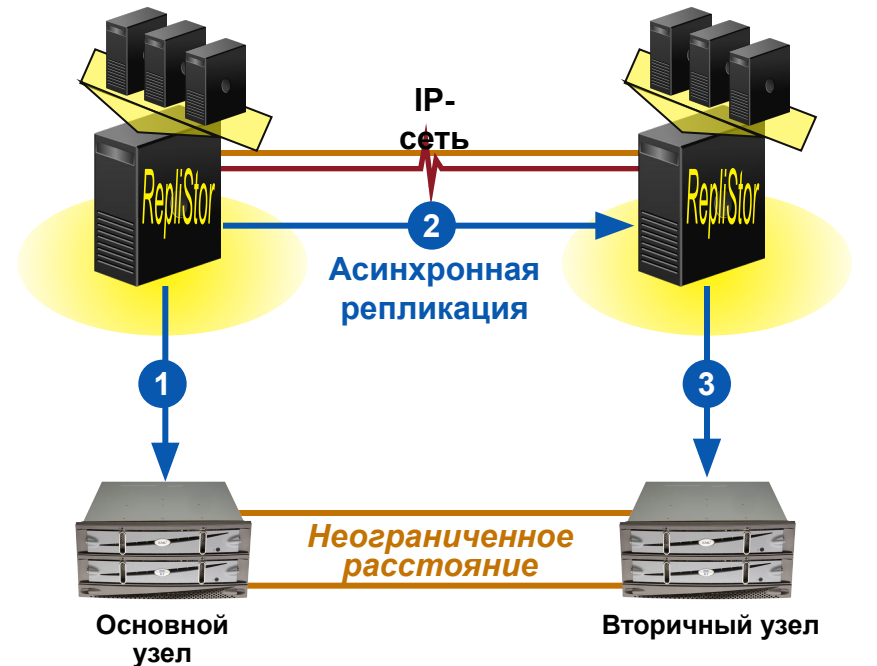 IP-
сеть
RepliStor
RepliStor
2
Асинхронная
репликация
1
3
Неограниченное
расстояние
Основной
узел
Вторичный узел